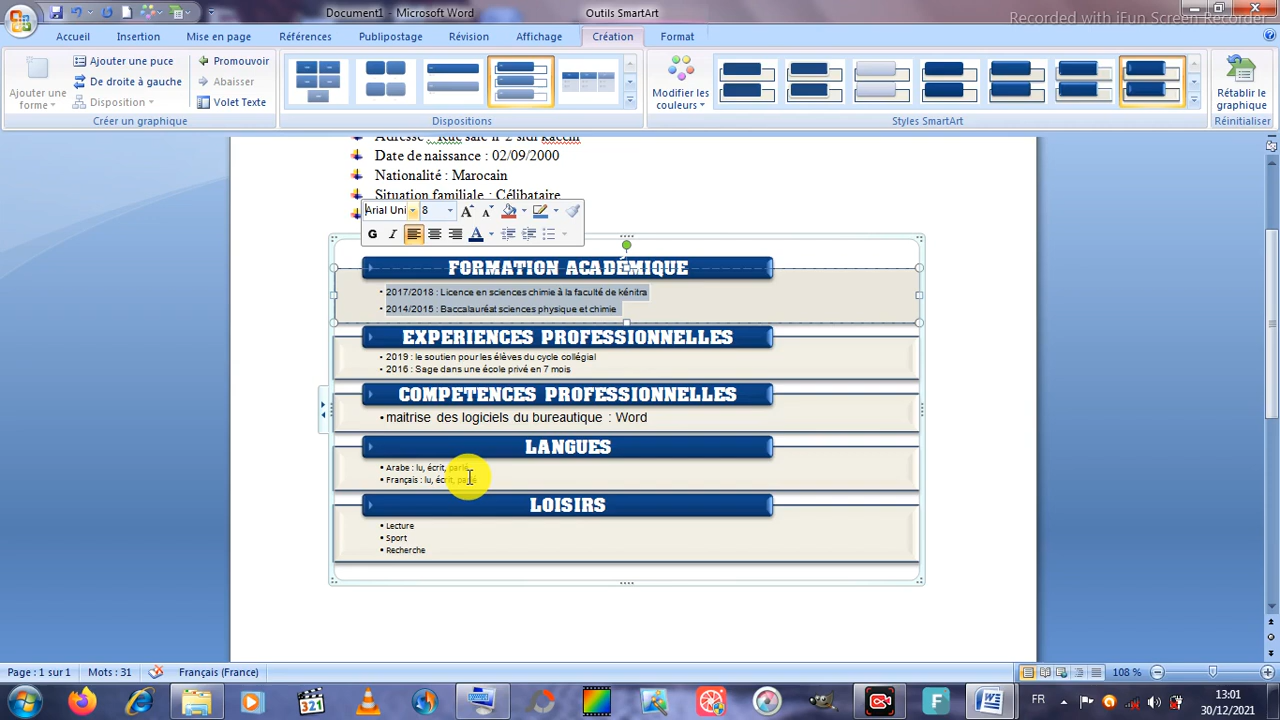 Document1 - Microsoft Word
Outils SmartArt
Recorded with iFun Screen Recorder
Accueil
Insertion
Mise en page
Références
Publipostage
Révision
Affichage
Création
Format
Ajouter une forme
Ajouter une puce
De droite à gauche
Disposition
Promouvoir
Abaisser
Volet Texte
Créer un graphique
Dispositions
Modifier les couleurs
Styles SmartArt
Rétablir le graphique
Réinitialiser
Date de naissance : 02/09/2000
Nationalité : Marocain
Situation familiale : Célibataire
Arial Uni
8
G I A
FORMATION ACADÉMIQUE
• 2017/2018 : Licence en sciences chimie à la faculté de kénitra
• 2014/2015 : Baccalauréat sciences physique et chimie
EXPERIENCES PROFESSIONNELLES
• 2019 : le soutien pour les élèves du cycle collégial
• 2016 : Sage dans une école privé en 7 mois
COMPETENCES PROFESSIONNELLES
• maitrise des logiciels du bureautique : Word
LANGUES
• Arabe : lu, écrit, parlé
• Français : lu, écrit, parlé
LOISIRS
• Lecture
• Sport
• Recherche
Page : 1 sur 1
Mots : 31
Français (France)
108 %
321
FR
13:01
30/12/2021